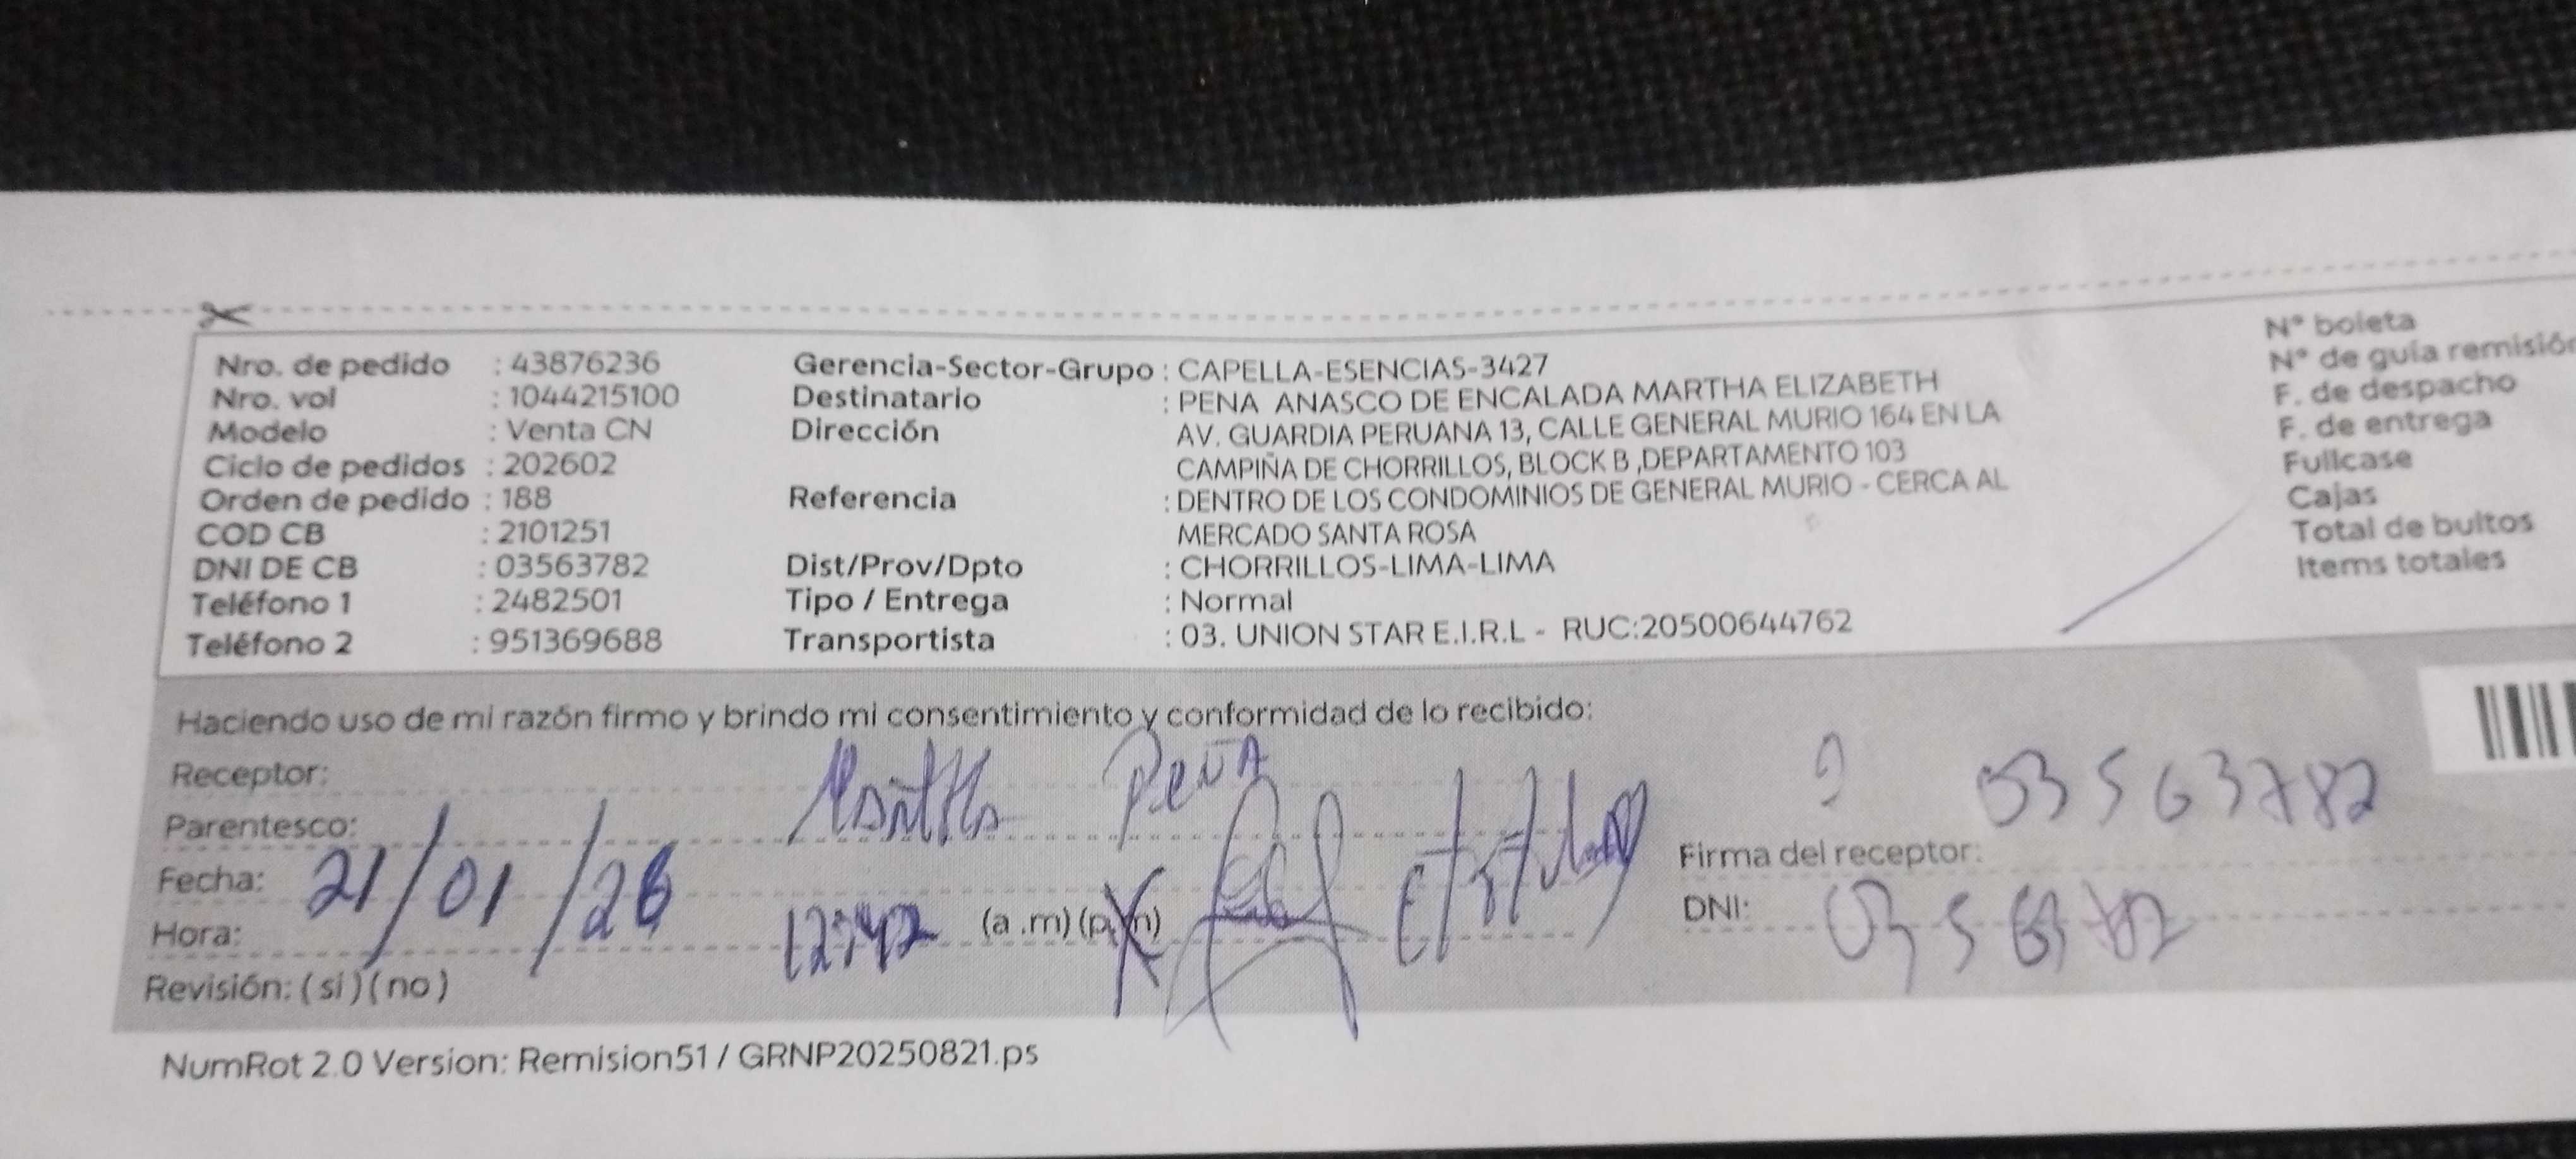 Nro. de pedido : 43876236 Gerencia-Sector-Grupo : CAPELLA-ESENCIAS-3427 N° boleta
Nro. vol : 1044215100 Destinatario : PENA ANASCO DE ENCALADA MARTHA ELIZABETH N° de guía remisión
Modelo : Venta CN Dirección AV. GUARDIA PERUANA 13, CALLE GENERAL MURIO 164 EN LA F. de despacho
Ciclo de pedidos : 202602 CAMPIÑA DE CHORRILLOS, BLOCK B ,DEPARTAMENTO 103 F. de entrega
Orden de pedido : 188 Referencia : DENTRO DE LOS CONDOMINIOS DE GENERAL MURIO - CERCA AL Fullcase
COD CB : 2101251 MERCADO SANTA ROSA Cajas
DNI DE CB : 03563782 Dist/Prov/Dpto : CHORRILLOS-LIMA-LIMA Total de bultos
Teléfono 1 : 2482501 Tipo / Entrega : Normal Items totales
Teléfono 2 : 951369688 Transportista : 03. UNION STAR E.I.R.L - RUC:20500644762
Haciendo uso de mi razón firmo y brindo mi consentimiento y conformidad de lo recibido:
Receptor: Martha Peña 03563782
Parentesco:
Fecha: 21/01/26 Firma del receptor:
Hora: 12:42 (a .m) (p.m) DNI: 03563782
Revisión: ( si ) ( no )
NumRot 2.0 Version: Remision51 / GRNP20250821.ps